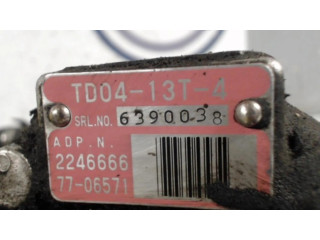 TD04-13T-4
SRL.NO. 6390038
ADP.N.
2246666
77-06571